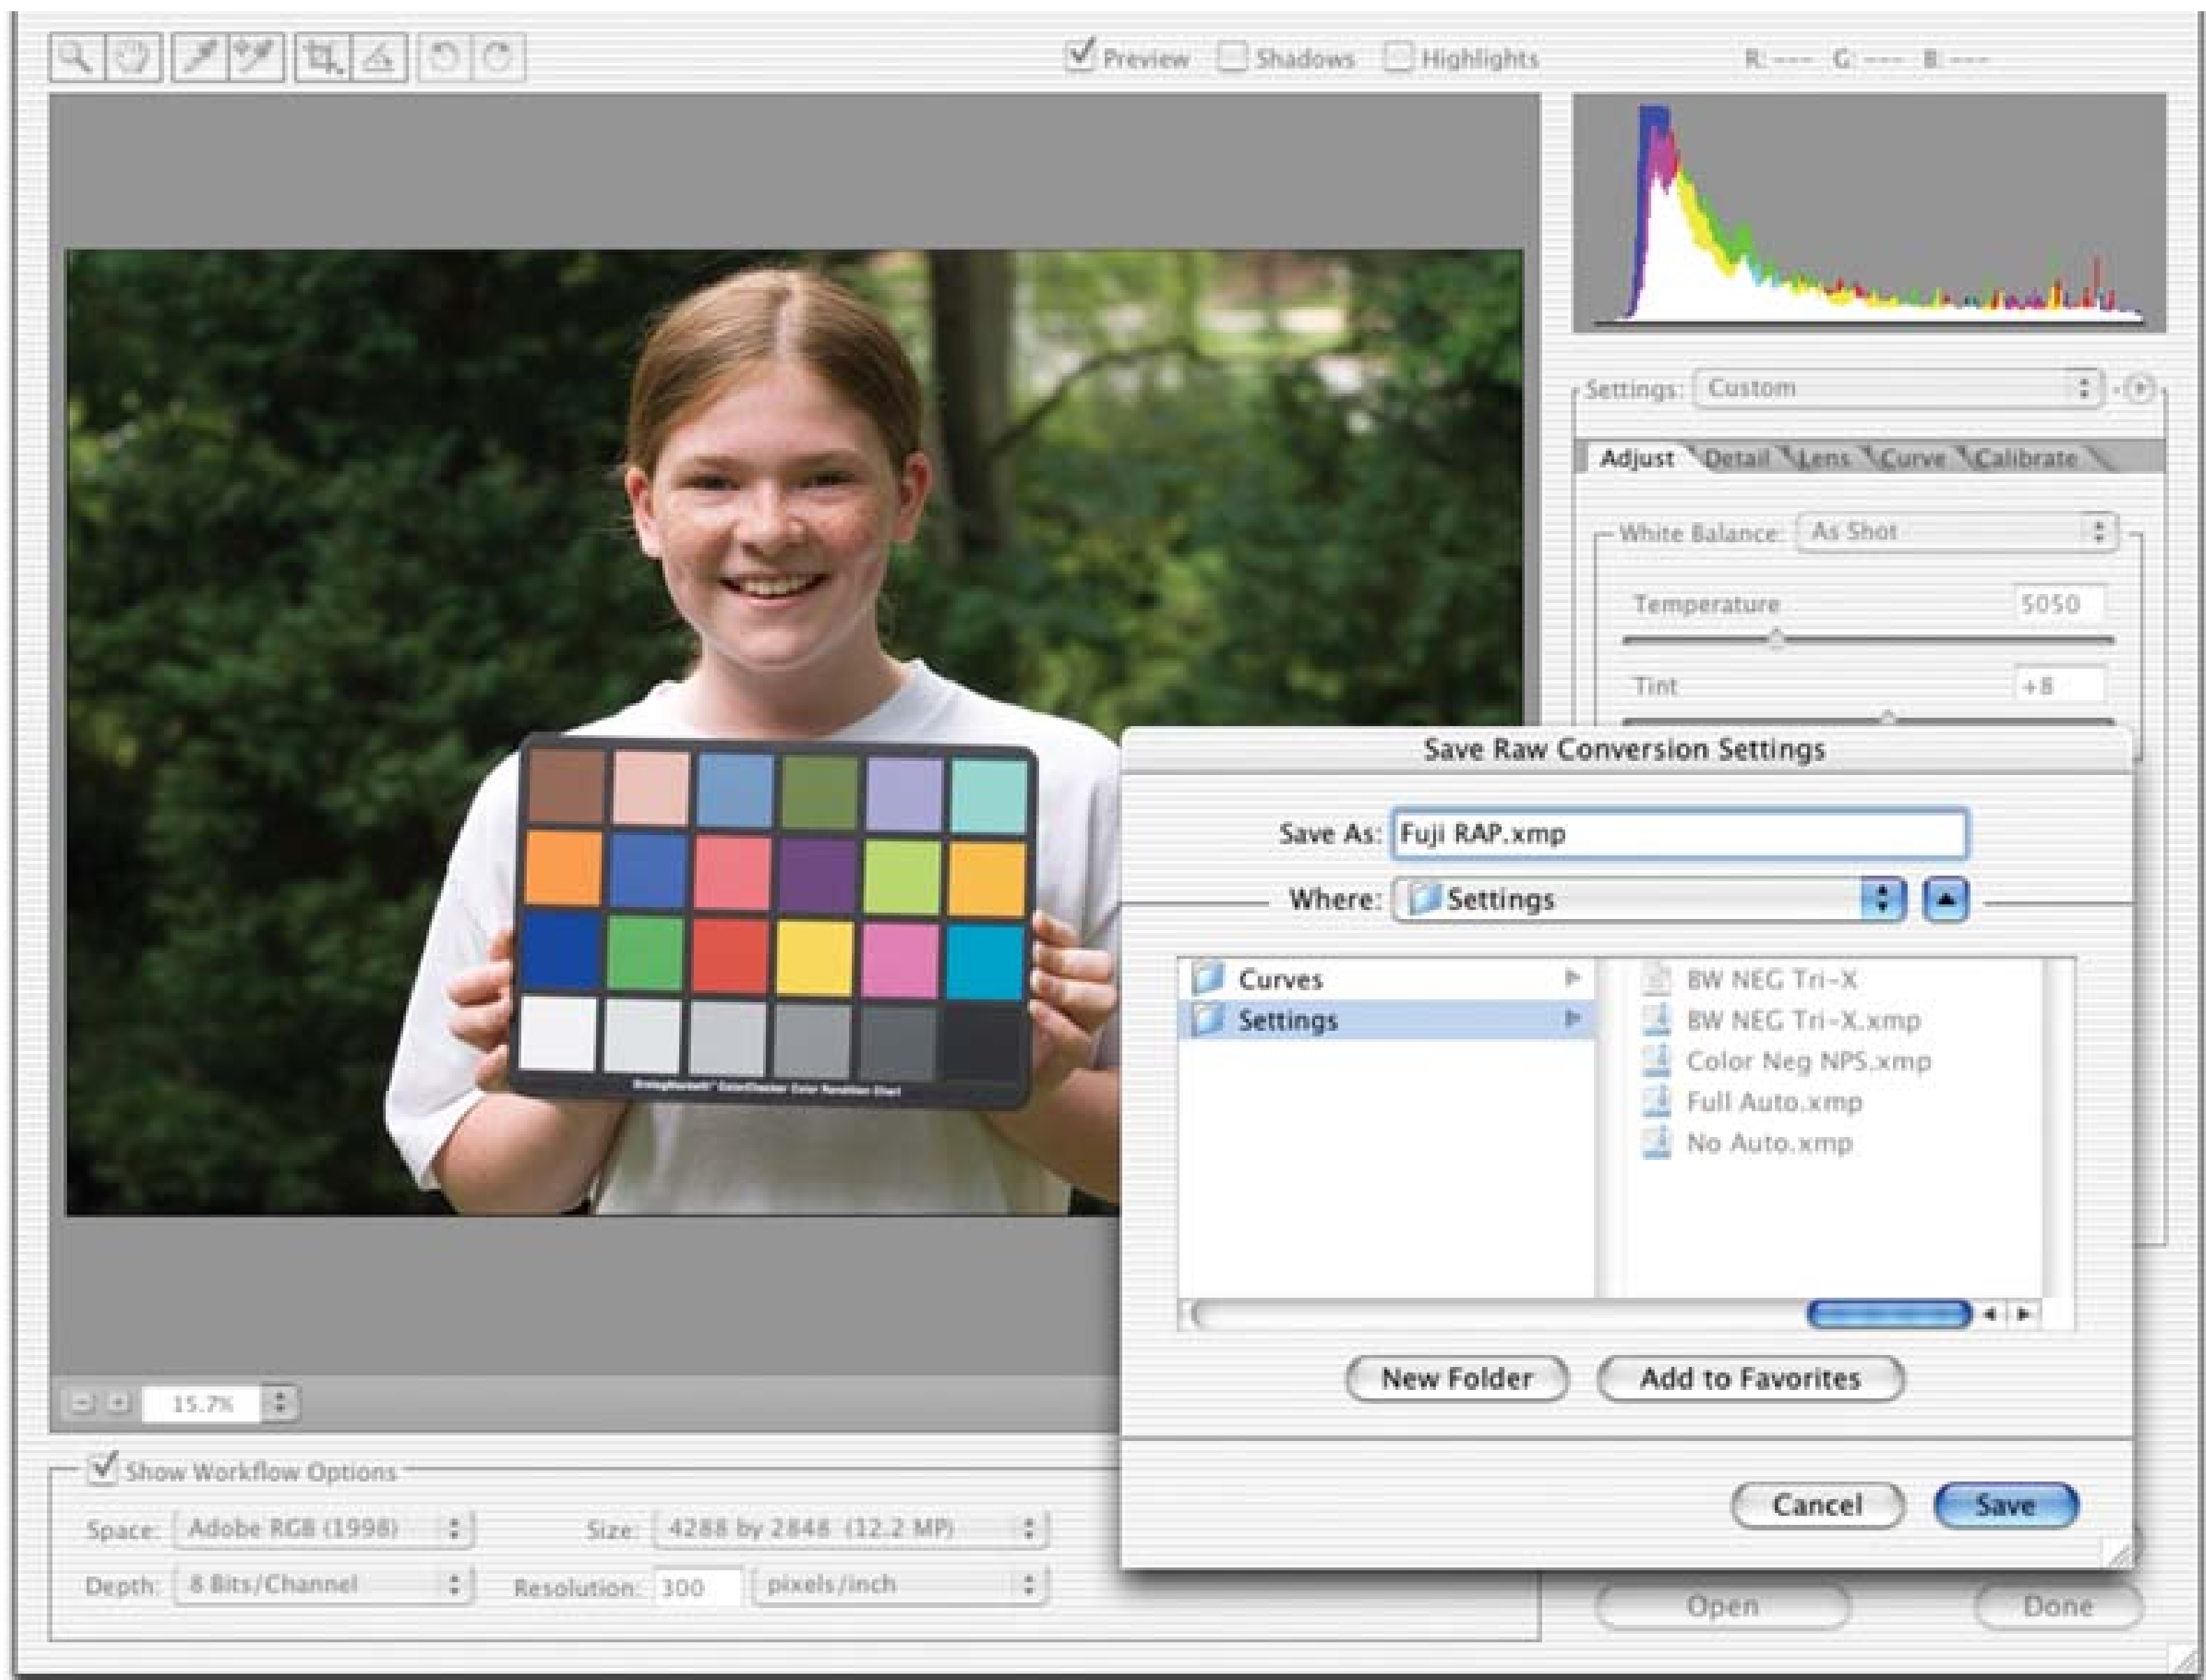 Preview Shadows Highlights R: --- G: --- B: ---
Settings: Custom
Adjust Detail Lens Curve Calibrate
White Balance: As Shot
Temperature 5050
Tint +8
Save Raw Conversion Settings
Save As: Fuji RAP.xmp
Where: Settings
Curves
Settings
BW NEG Tri-X
BW NEG Tri-X.xmp
Color Neg NPS.xmp
Full Auto.xmp
No Auto.xmp
New Folder Add to Favorites
Cancel Save
ColorChecker Color Rendition Chart
15.7%
Show Workflow Options
Space: Adobe RGB (1998) Size: 4288 by 2848 (12.2 MP)
Depth: 8 Bits/Channel Resolution: 300 pixels/inch
Open Done